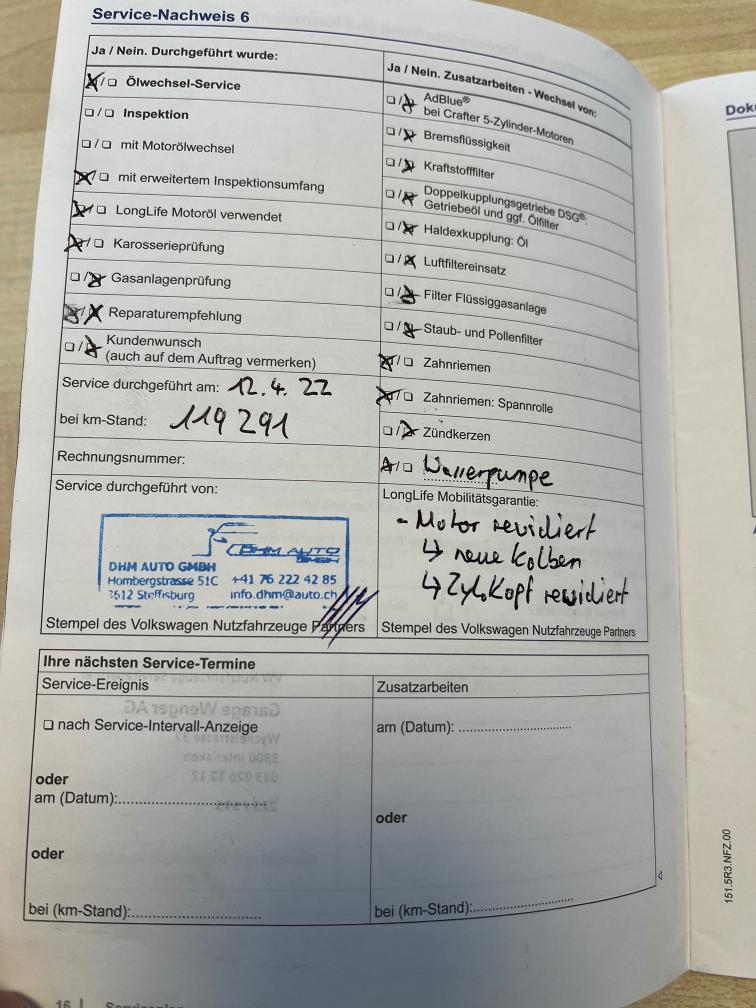 Service-Nachweis 6
Ja / Nein. Durchgeführt wurde:
Ölwechsel-Service
Inspektion
mit Motorölwechsel
mit erweitertem Inspektionsumfang
LongLife Motoröl verwendet
Karosserieprüfung
Gasanlagenprüfung
Reparaturempfehlung
Kundenwunsch
(auch auf dem Auftrag vermerken)
Service durchgeführt am: 12.4.22
bei km-Stand: 119 291
Rechnungsnummer:
Service durchgeführt von:
DHM AUTO
GMBH
DHM AUTO GMBH
Hombergstrasse 51C +41 76 222 42 85
3612 Steffisburg info.dhm@auto.ch
Stempel des Volkswagen Nutzfahrzeuge Partners
Ja / Nein. Zusatzarbeiten - Wechsel von:
AdBlue®
bei Crafter 5-Zylinder-Motoren
Bremsflüssigkeit
Kraftstofffilter
Doppelkupplungsgetriebe DSG®:
Getriebeöl und ggf. Ölfilter
Haldexkupplung: Öl
Luftfiltereinsatz
Filter Flüssiggasanlage
Staub- und Pollenfilter
Zahnriemen
Zahnriemen: Spannrolle
Zündkerzen
Wasserpumpe
LongLife Mobilitätsgarantie:
- Motor revidiert
↳ neue Kolben
↳ Zyl.Kopf revidiert
Stempel des Volkswagen Nutzfahrzeuge Partners
Ihre nächsten Service-Termine
Service-Ereignis
nach Service-Intervall-Anzeige
oder
am (Datum):
oder
bei (km-Stand):
Zusatzarbeiten
am (Datum):
oder
bei (km-Stand):
151.5R3.NFZ.00
16
Doku